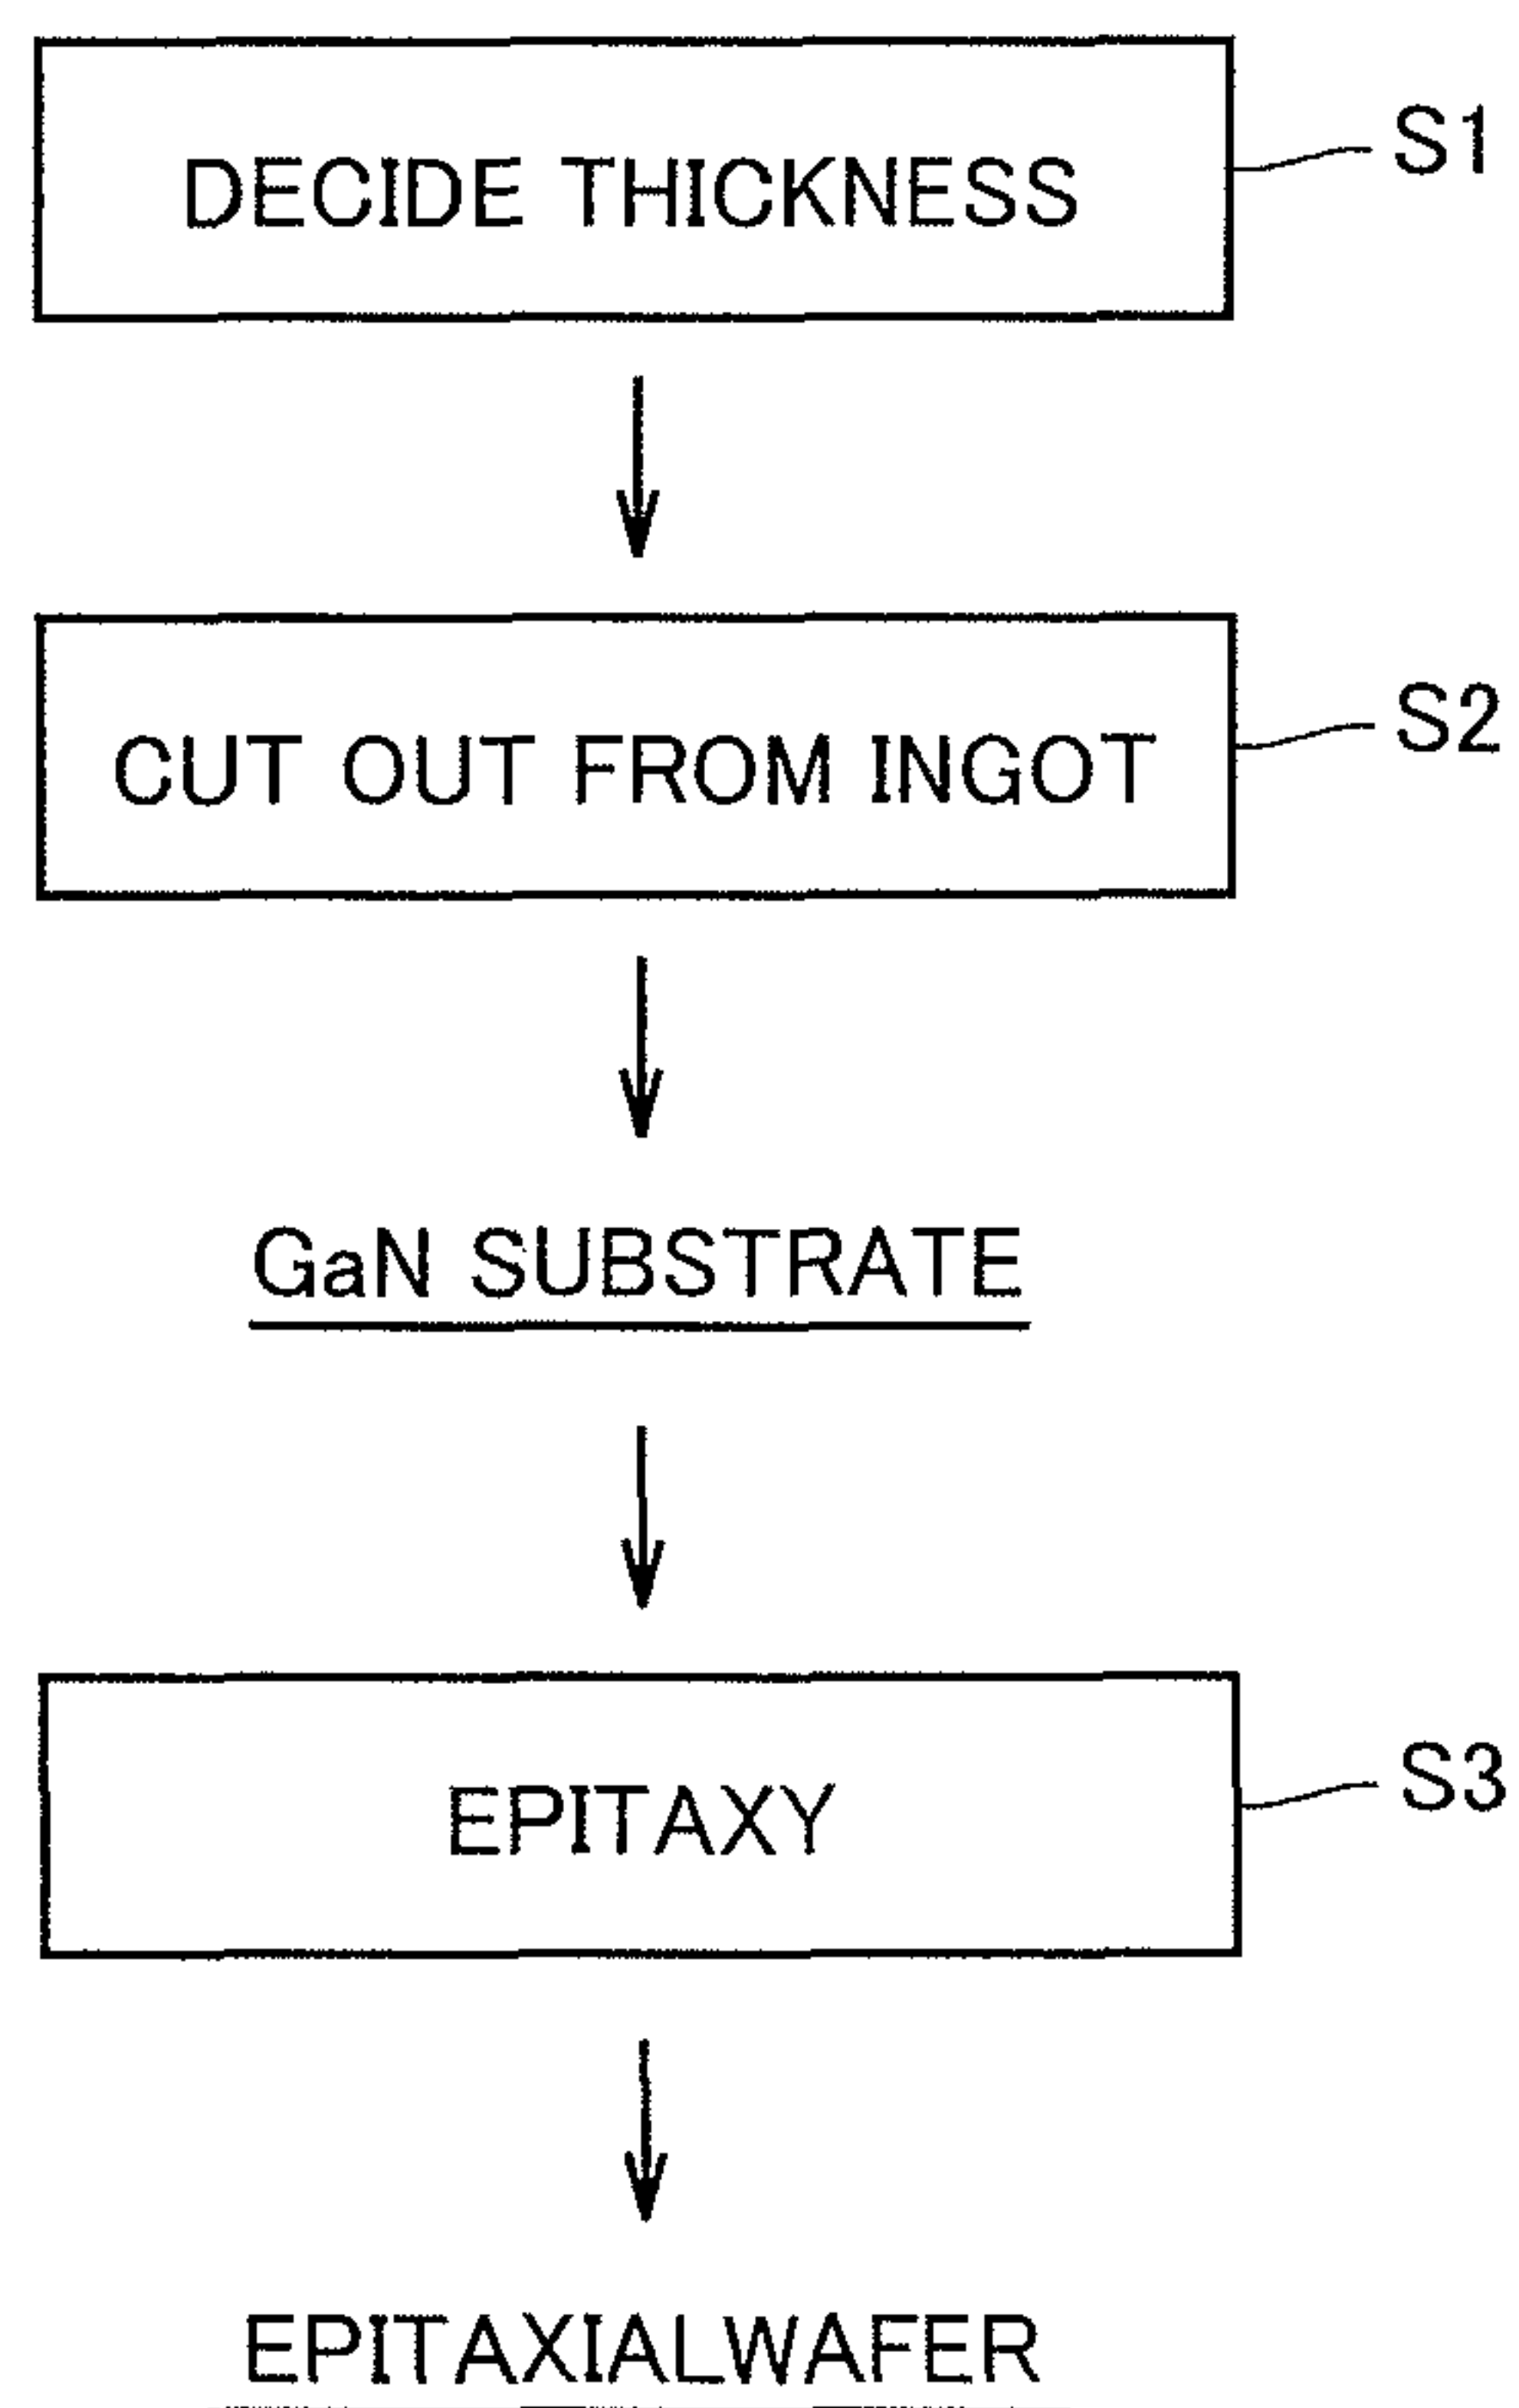 DECIDE THICKNESS
S1
CUT OUT FROM INGOT
S2
GaN SUBSTRATE
EPITAXY
S3
EPITAXIALWAFER